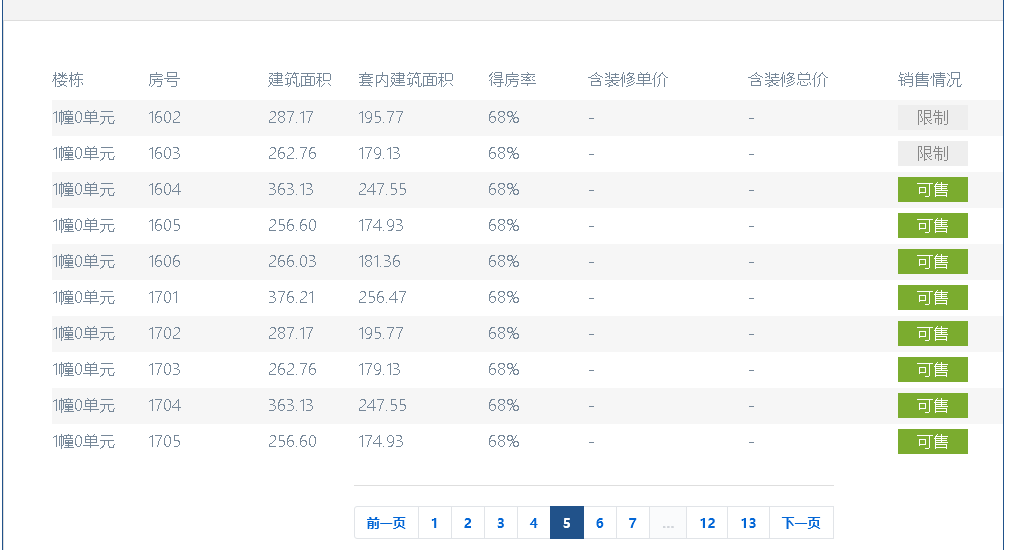 楼栋 房号 建筑面积 套内建筑面积 得房率 含装修单价 含装修总价 销售情况
1幢0单元 1602 287.17 195.77 68% - - 限制
1幢0单元 1603 262.76 179.13 68% - - 限制
1幢0单元 1604 363.13 247.55 68% - - 可售
1幢0单元 1605 256.60 174.93 68% - - 可售
1幢0单元 1606 266.03 181.36 68% - - 可售
1幢0单元 1701 376.21 256.47 68% - - 可售
1幢0单元 1702 287.17 195.77 68% - - 可售
1幢0单元 1703 262.76 179.13 68% - - 可售
1幢0单元 1704 363.13 247.55 68% - - 可售
1幢0单元 1705 256.60 174.93 68% - - 可售
前一页 1 2 3 4 5 6 7 ... 12 13 下一页